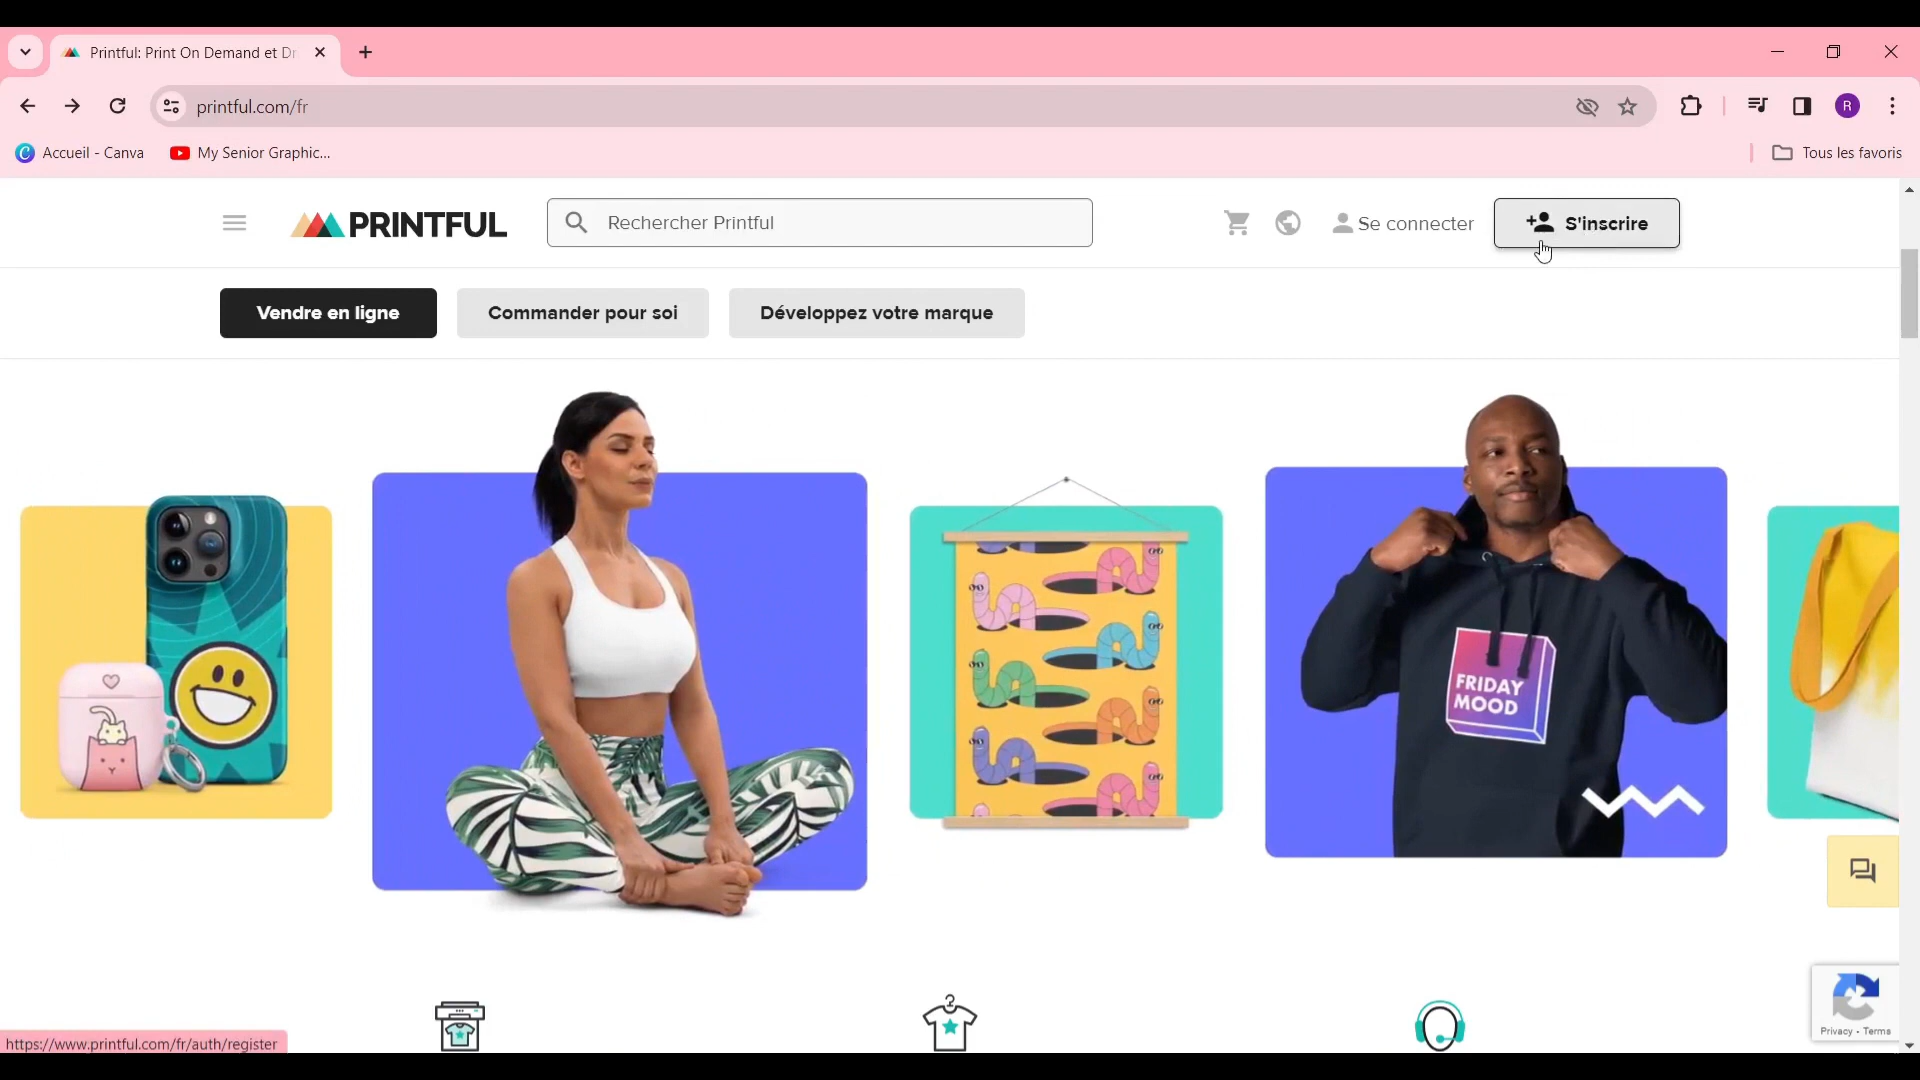 Printful: Print On Demand et Dr
printful.com/fr
R
Accueil - Canva
My Senior Graphic...
Tous les favoris
PRINTFUL
Rechercher Printful
Se connecter
S'inscrire
Vendre en ligne
Commander pour soi
Développez votre marque
FRIDAY
MOOD
Privacy - Terms
https://www.printful.com/fr/auth/register